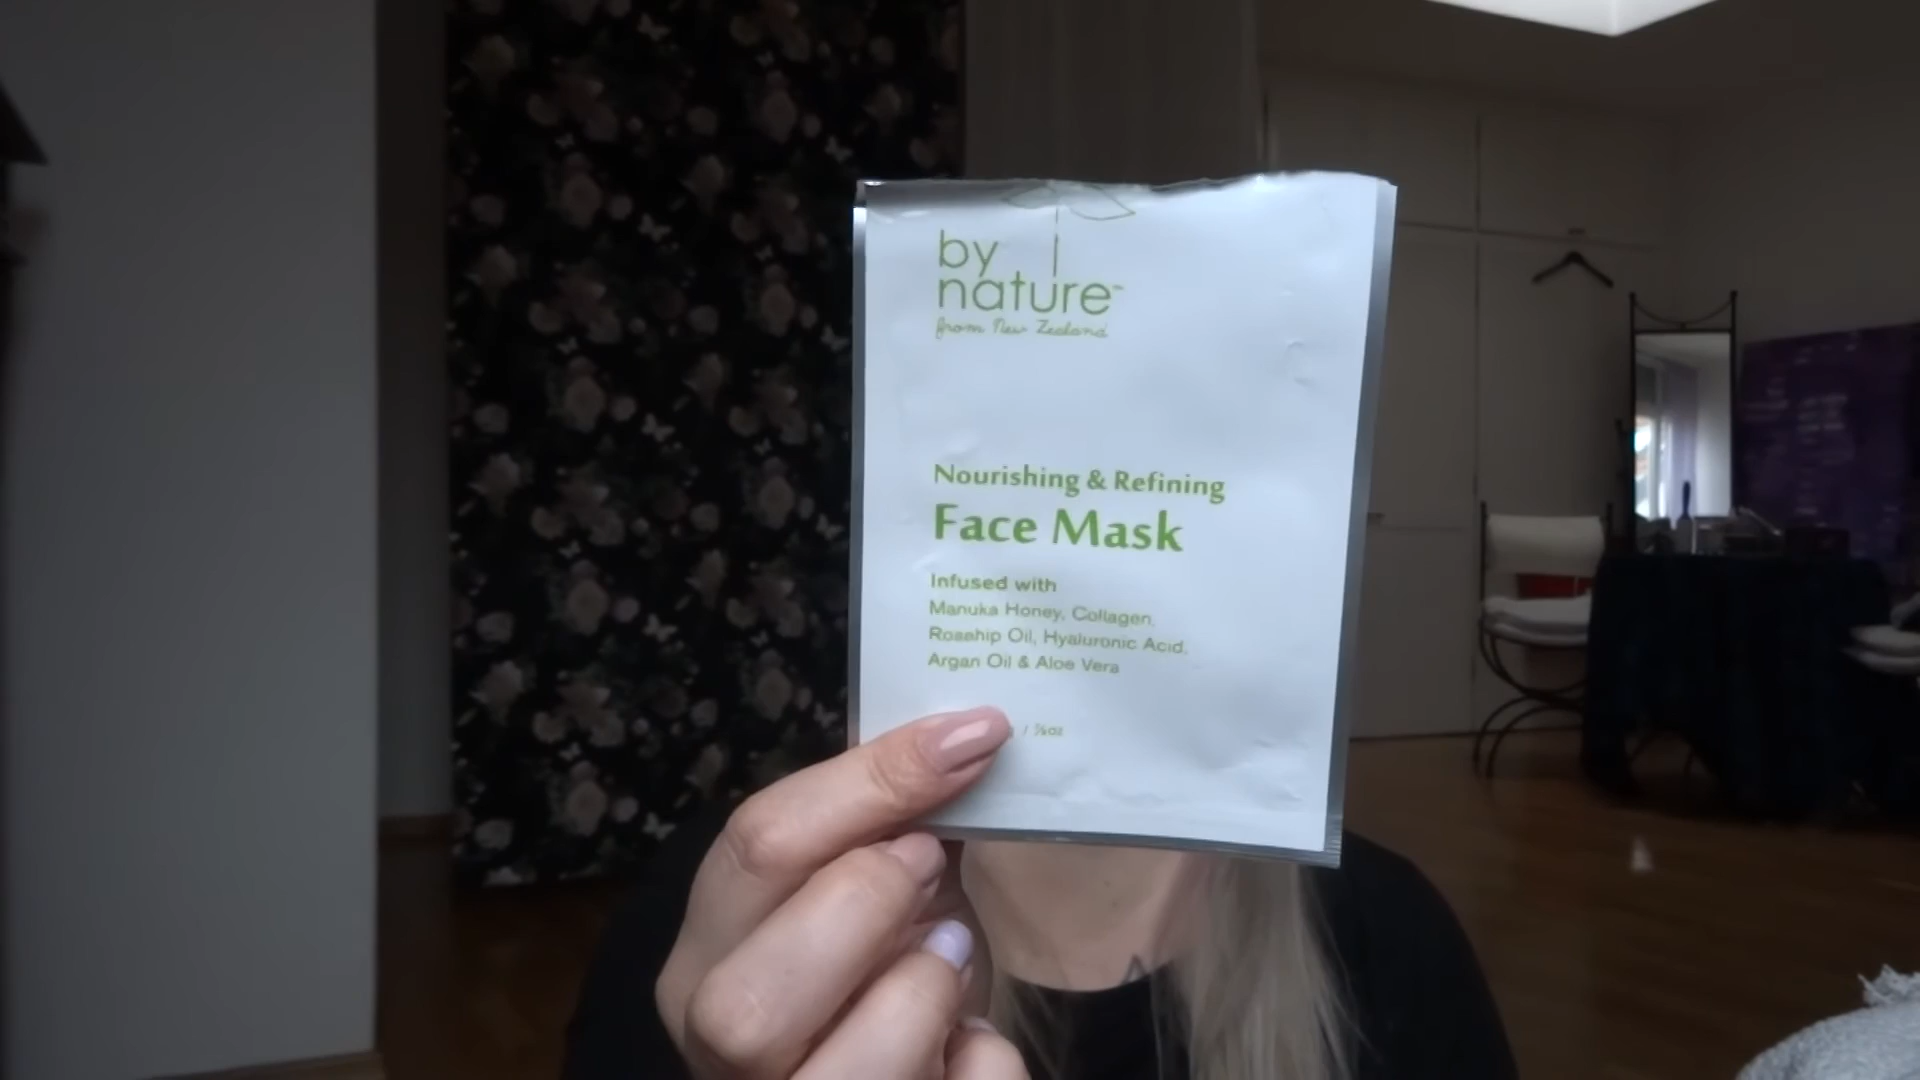 by
nature™
from New Zealand
Nourishing & Refining
Face Mask
Infused with
Manuka Honey, Collagen,
Rosehip Oil, Hyaluronic Acid,
Argan Oil & Aloe Vera
oz